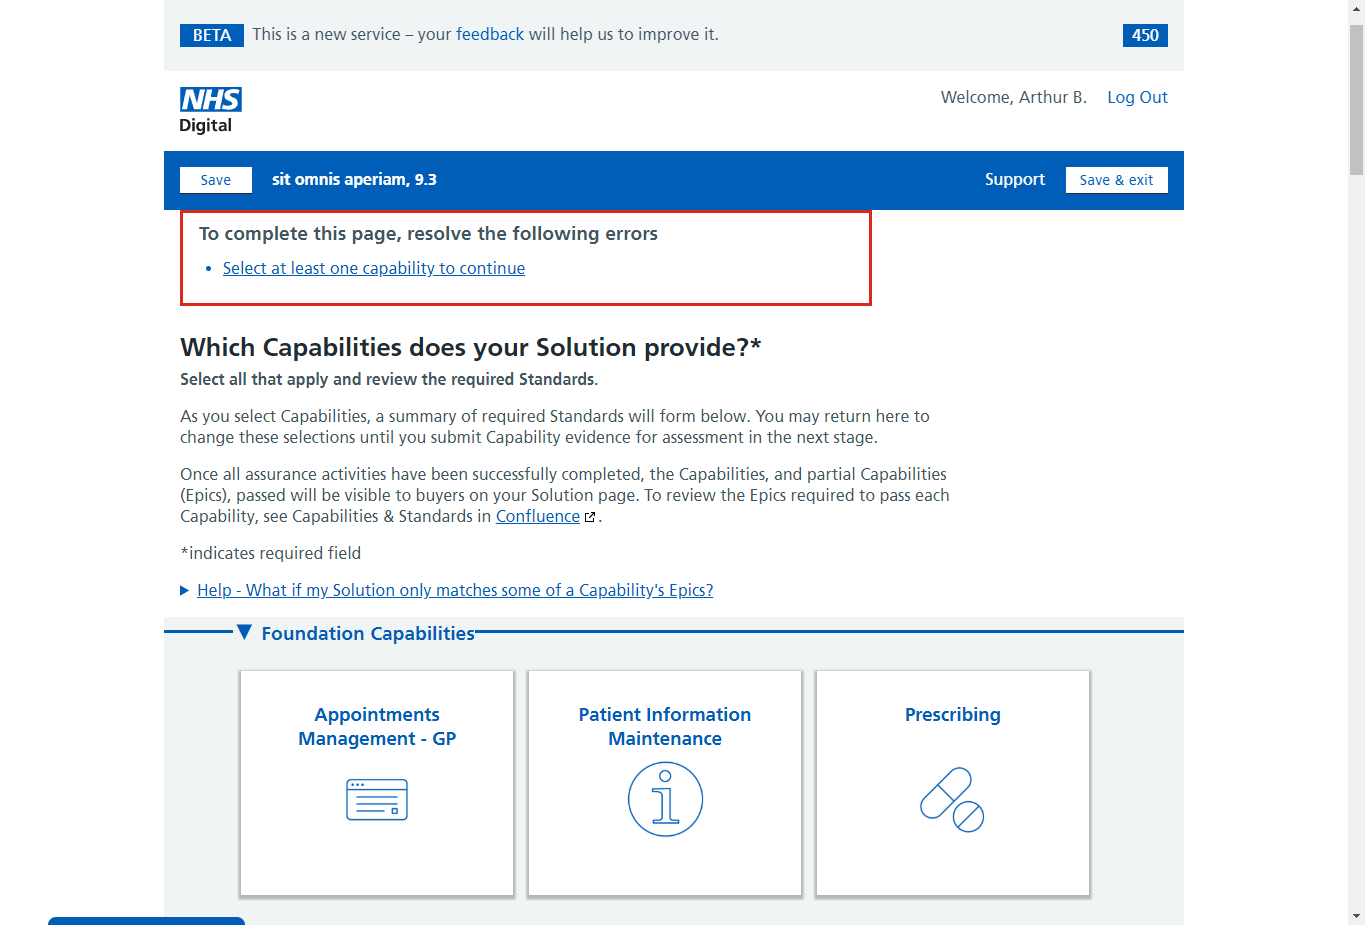 BETA This is a new service – your feedback will help us to improve it. 450
NHS
Digital
Welcome, Arthur B. Log Out
Save sit omnis aperiam, 9.3 Support Save & exit
To complete this page, resolve the following errors
• Select at least one capability to continue
Which Capabilities does your Solution provide?*
Select all that apply and review the required Standards.
As you select Capabilities, a summary of required Standards will form below. You may return here to
change these selections until you submit Capability evidence for assessment in the next stage.
Once all assurance activities have been successfully completed, the Capabilities, and partial Capabilities
(Epics), passed will be visible to buyers on your Solution page. To review the Epics required to pass each
Capability, see Capabilities & Standards in Confluence .
*indicates required field
Help - What if my Solution only matches some of a Capability's Epics?
Foundation Capabilities
Appointments
Management - GP
Patient Information
Maintenance
Prescribing